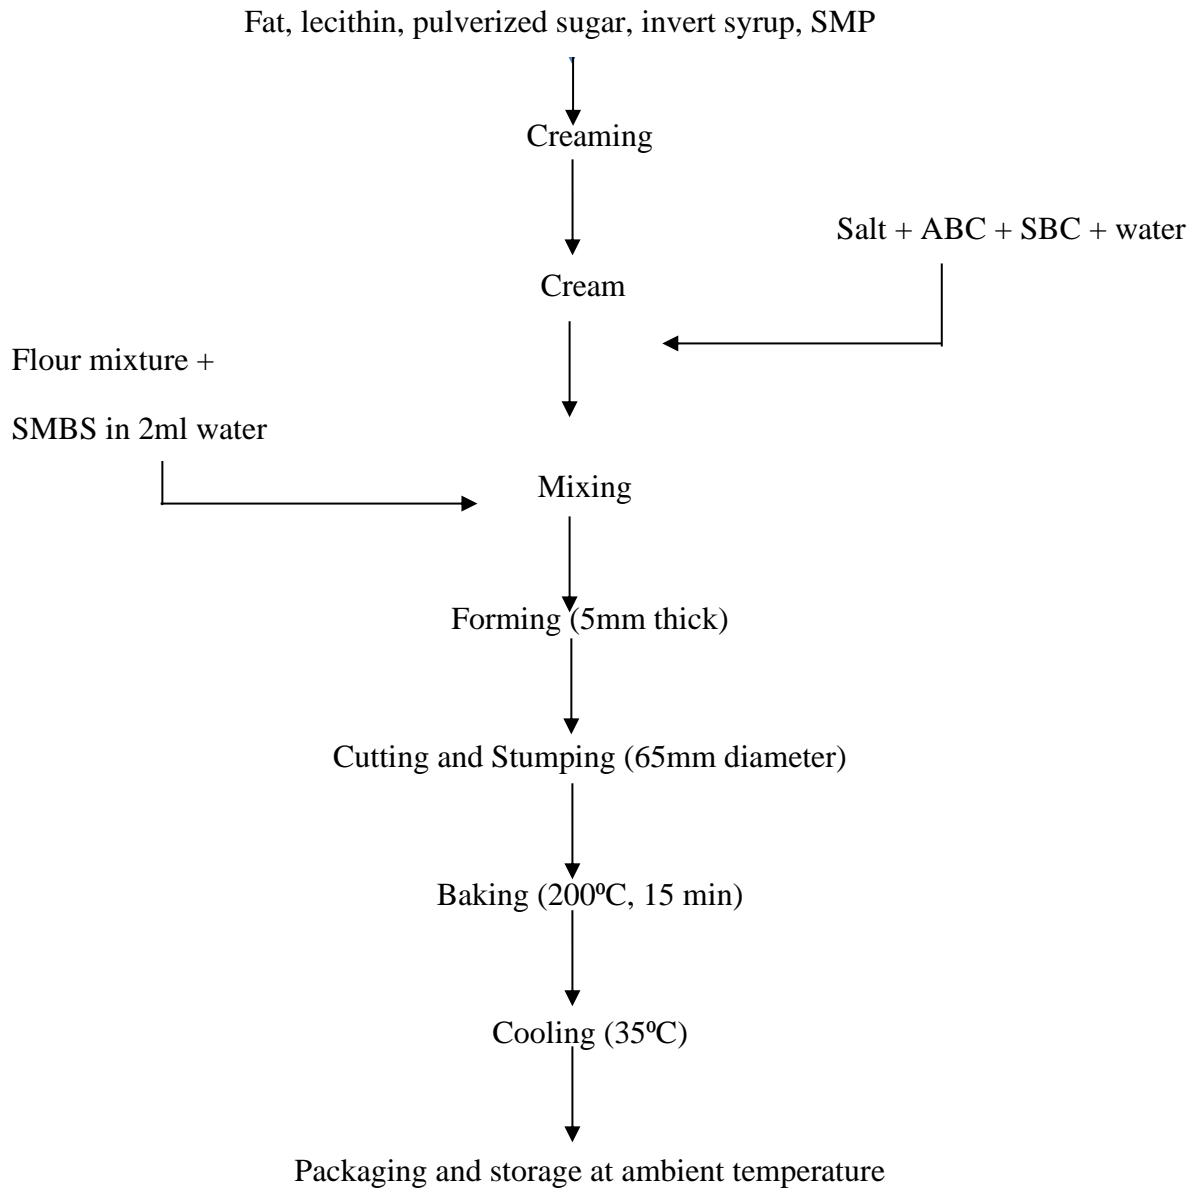 Fat, lecithin, pulverized sugar, invert syrup, SMP
Creaming
Salt + ABC + SBC + water
Cream
Flour mixture +
SMBS in 2ml water
Mixing
Forming (5mm thick)
Cutting and Stumping (65mm diameter)
Baking (200⁰C, 15 min)
Cooling (35⁰C)
Packaging and storage at ambient temperature